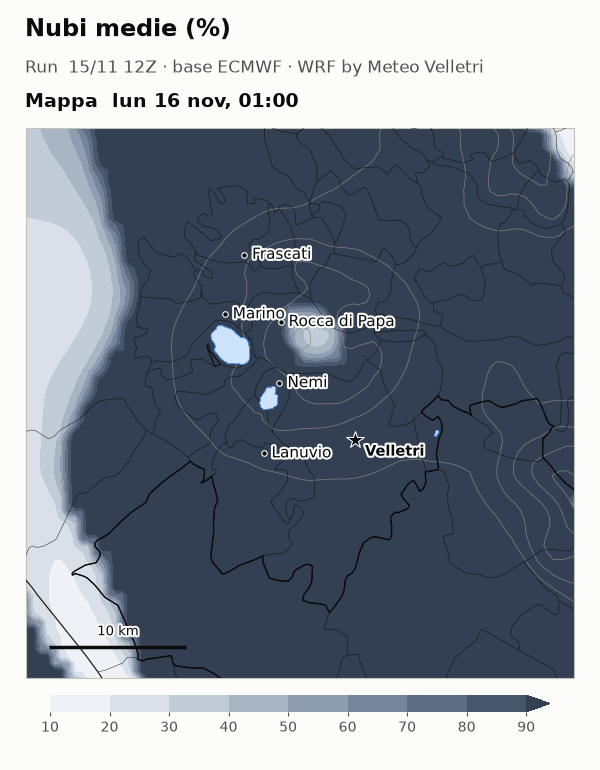 Nubi medie (%)
Run  15/11 12Z · base ECMWF · WRF by Meteo Velletri
Mappa  lun 16 nov, 01:00
Frascati
Marino
Rocca di Papa
Nemi
Velletri
Lanuvio
10 km
10 20 30 40 50 60 70 80 90